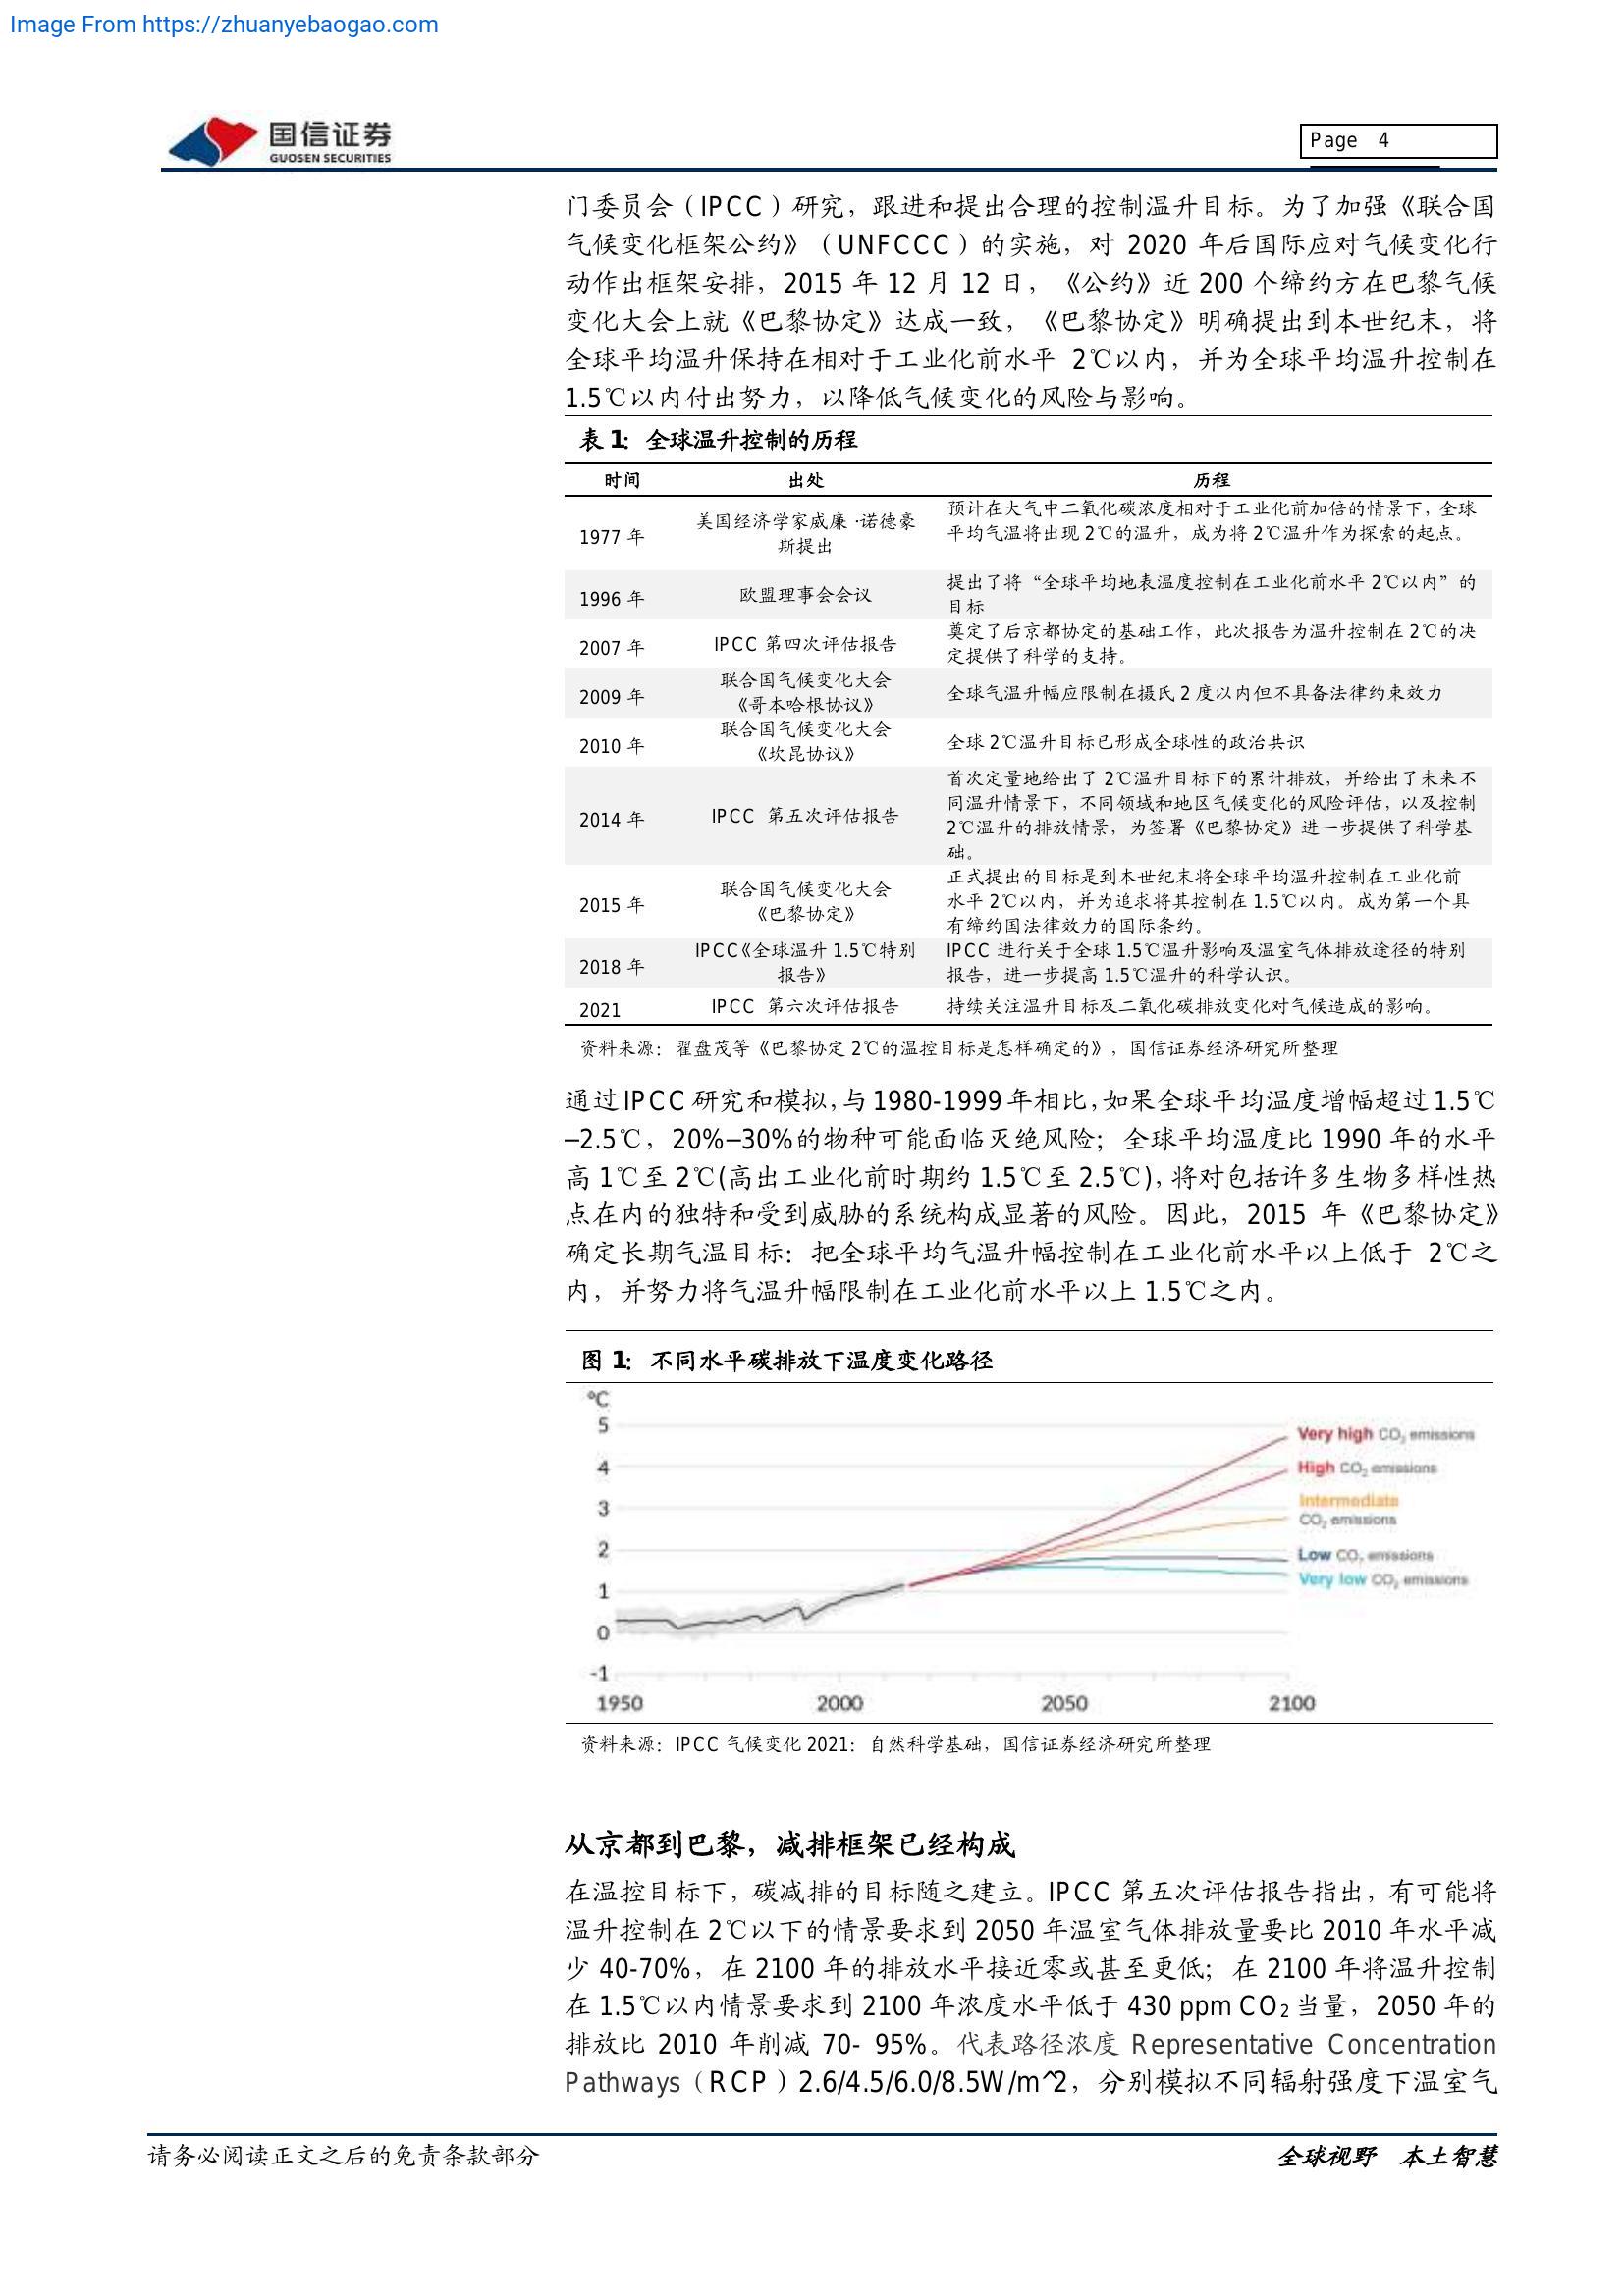 Image From https://zhuanyebaogao.com
国信证券
GUOSEN SECURITIES
Page 4
门委员会（IPCC）研究，跟进和提出合理的控制温升目标。为了加强《联合国
气候变化框架公约》（UNFCCC）的实施，对 2020 年后国际应对气候变化行
动作出框架安排，2015 年 12 月 12 日，《公约》近 200 个缔约方在巴黎气候
变化大会上就《巴黎协定》达成一致，《巴黎协定》明确提出到本世纪末，将
全球平均温升保持在相对于工业化前水平 2℃以内，并为全球平均温升控制在
1.5℃以内付出努力，以降低气候变化的风险与影响。
表 1：全球温升控制的历程
时间 出处 历程
1977 年 美国经济学家威廉·诺德豪
斯提出
预计在大气中二氧化碳浓度相对于工业化前加倍的情景下，全球
平均气温将出现 2℃的温升，成为将 2℃温升作为探索的起点。
1996 年 欧盟理事会会议
提出了将“全球平均地表温度控制在工业化前水平 2℃以内”的
目标
2007 年 IPCC 第四次评估报告
奠定了后京都协定的基础工作，此次报告为温升控制在 2℃的决
定提供了科学的支持。
2009 年 联合国气候变化大会
《哥本哈根协议》
全球气温升幅应限制在摄氏 2 度以内但不具备法律约束效力
2010 年 联合国气候变化大会
《坎昆协议》
全球 2℃温升目标已形成全球性的政治共识
2014 年 IPCC 第五次评估报告
首次定量地给出了 2℃温升目标下的累计排放，并给出了未来不
同温升情景下，不同领域和地区气候变化的风险评估，以及控制
2℃温升的排放情景，为签署《巴黎协定》进一步提供了科学基
础。
2015 年 联合国气候变化大会
《巴黎协定》
正式提出的目标是到本世纪末将全球平均温升控制在工业化前
水平 2℃以内，并为追求将其控制在 1.5℃以内。成为第一个具
有缔约国法律效力的国际条约。
2018 年 IPCC《全球温升 1.5℃特别
报告》
IPCC 进行关于全球 1.5℃温升影响及温室气体排放途径的特别
报告，进一步提高 1.5℃温升的科学认识。
2021 IPCC 第六次评估报告 持续关注温升目标及二氧化碳排放变化对气候造成的影响。
资料来源：翟盘茂等《巴黎协定 2℃的温控目标是怎样确定的》，国信证券经济研究所整理
通过 IPCC 研究和模拟，与 1980-1999 年相比，如果全球平均温度增幅超过 1.5℃
–2.5℃，20%–30%的物种可能面临灭绝风险；全球平均温度比 1990 年的水平
高 1℃至 2℃(高出工业化前时期约 1.5℃至 2.5℃)，将对包括许多生物多样性热
点在内的独特和受到威胁的系统构成显著的风险。因此，2015 年《巴黎协定》
确定长期气温目标：把全球平均气温升幅控制在工业化前水平以上低于 2℃之
内，并努力将气温升幅限制在工业化前水平以上 1.5℃之内。
图 1：不同水平碳排放下温度变化路径
°C
5
4
3
2
1
0
-1
1950 2000 2050 2100
Very high CO₂ emissions
High CO₂ emissions
Intermediate
CO₂ emissions
Low CO₂ emissions
Very low CO₂ emissions
资料来源：IPCC 气候变化 2021：自然科学基础，国信证券经济研究所整理
从京都到巴黎，减排框架已经构成
在温控目标下，碳减排的目标随之建立。IPCC 第五次评估报告指出，有可能将
温升控制在 2℃以下的情景要求到 2050 年温室气体排放量要比 2010 年水平减
少 40-70%，在 2100 年的排放水平接近零或甚至更低；在 2100 年将温升控制
在 1.5℃以内情景要求到 2100 年浓度水平低于 430 ppm CO₂当量，2050 年的
排放比 2010 年削减 70- 95%。代表路径浓度 Representative Concentration
Pathways（RCP）2.6/4.5/6.0/8.5W/m^2，分别模拟不同辐射强度下温室气
请务必阅读正文之后的免责条款部分
全球视野 本土智慧